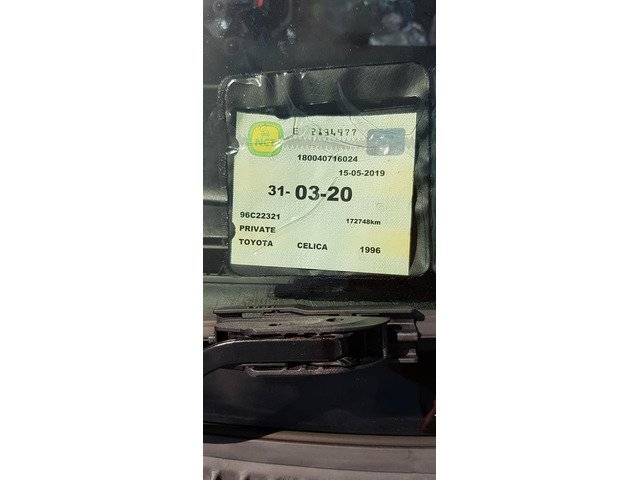 NCT
E 2134977
180040716024
15-05-2019
31-03-20
96C22321 172748km
PRIVATE
TOYOTA CELICA 1996